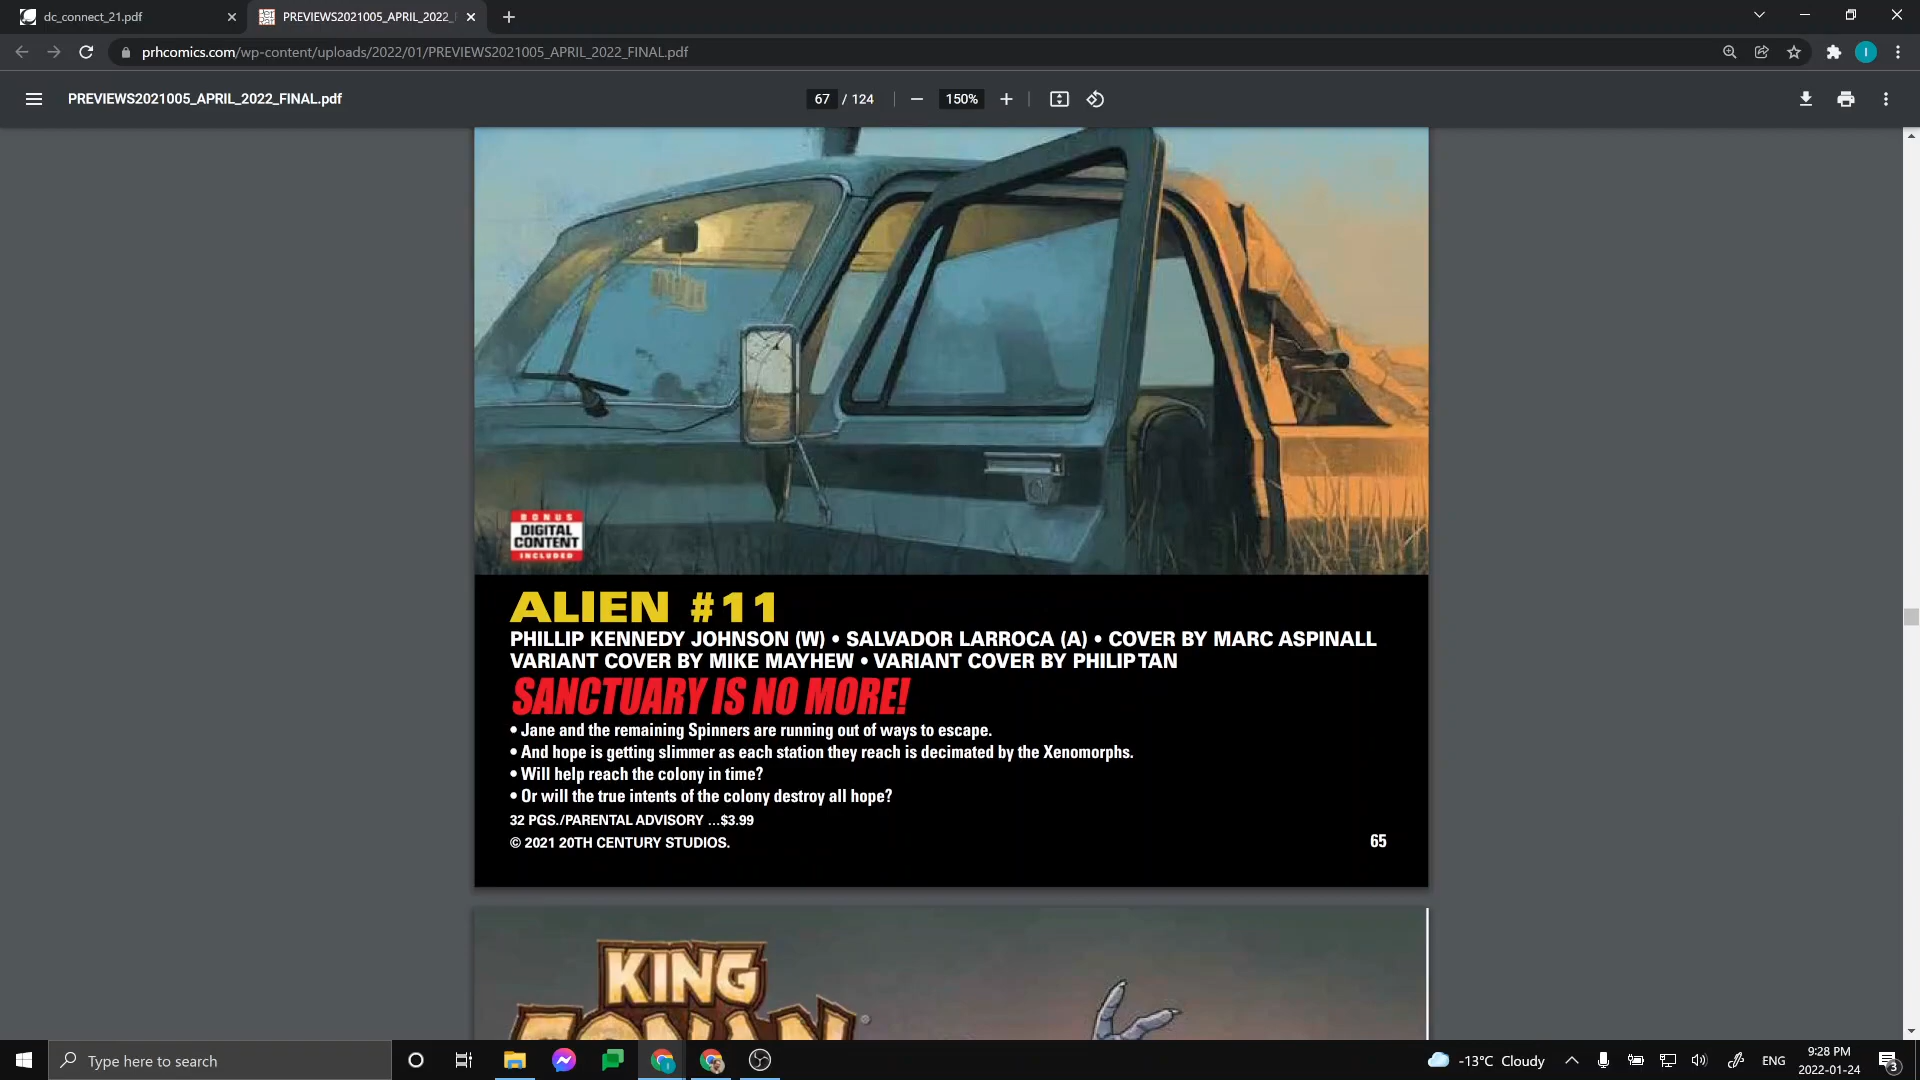 dc_connect_21.pdf
PREVIEWS2021005_APRIL_2022_
prhcomics.com/wp-content/uploads/2022/01/PREVIEWS2021005_APRIL_2022_FINAL.pdf
I
PREVIEWS2021005_APRIL_2022_FINAL.pdf
67 / 124
150%
BONUS
DIGITAL
CONTENT
INCLUDED
ALIEN #11
PHILLIP KENNEDY JOHNSON (W) • SALVADOR LARROCA (A) • COVER BY MARC ASPINALL
VARIANT COVER BY MIKE MAYHEW • VARIANT COVER BY PHILIP TAN
SANCTUARY IS NO MORE!
• Jane and the remaining Spinners are running out of ways to escape.
• And hope is getting slimmer as each station they reach is decimated by the Xenomorphs.
• Will help reach the colony in time?
• Or will the true intents of the colony destroy all hope?
32 PGS./PARENTAL ADVISORY ...$3.99
© 2021 20TH CENTURY STUDIOS.
65
KING
CONAN
Type here to search
-13°C Cloudy
ENG
9:28 PM
2022-01-24
3